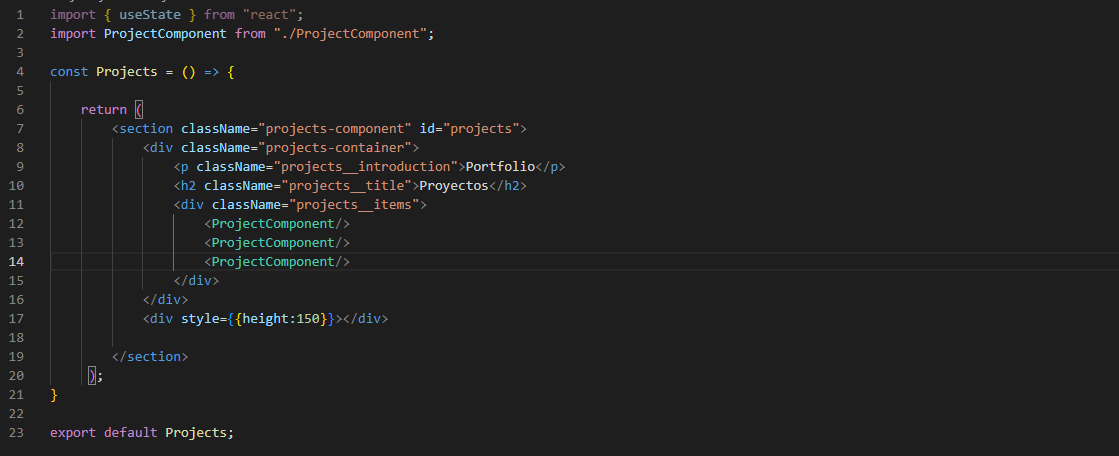 1 import { useState } from "react";
2 import ProjectComponent from "./ProjectComponent";
3
4 const Projects = () => {
5
6     return (
7         <section className="projects-component" id="projects">
8             <div className="projects-container">
9                 <p className="projects__introduction">Portfolio</p>
10                 <h2 className="projects__title">Proyectos</h2>
11                 <div className="projects__items">
12                     <ProjectComponent/>
13                     <ProjectComponent/>
14                     <ProjectComponent/>
15                 </div>
16             </div>
17             <div style={{height:150}}></div>
18
19         </section>
20      );
21 }
22
23 export default Projects;